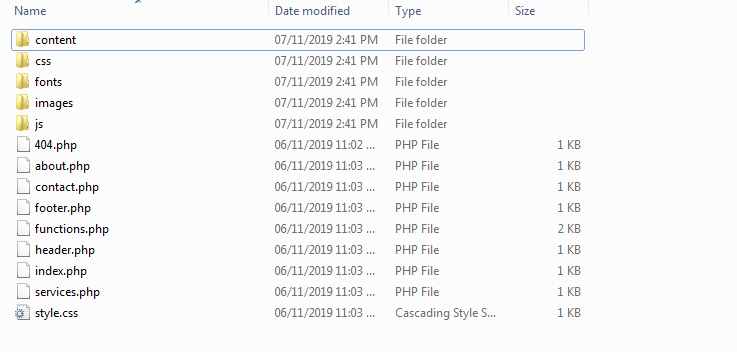 Name Date modified Type Size
content 07/11/2019 2:41 PM File folder
css 07/11/2019 2:41 PM File folder
fonts 07/11/2019 2:41 PM File folder
images 07/11/2019 2:41 PM File folder
js 07/11/2019 2:41 PM File folder
404.php 06/11/2019 11:02 ... PHP File 1 KB
about.php 06/11/2019 11:03 ... PHP File 1 KB
contact.php 06/11/2019 11:03 ... PHP File 1 KB
footer.php 06/11/2019 11:03 ... PHP File 1 KB
functions.php 06/11/2019 11:03 ... PHP File 2 KB
header.php 06/11/2019 11:03 ... PHP File 1 KB
index.php 06/11/2019 11:03 ... PHP File 1 KB
services.php 06/11/2019 11:03 ... PHP File 1 KB
style.css 06/11/2019 11:03 ... Cascading Style S... 1 KB